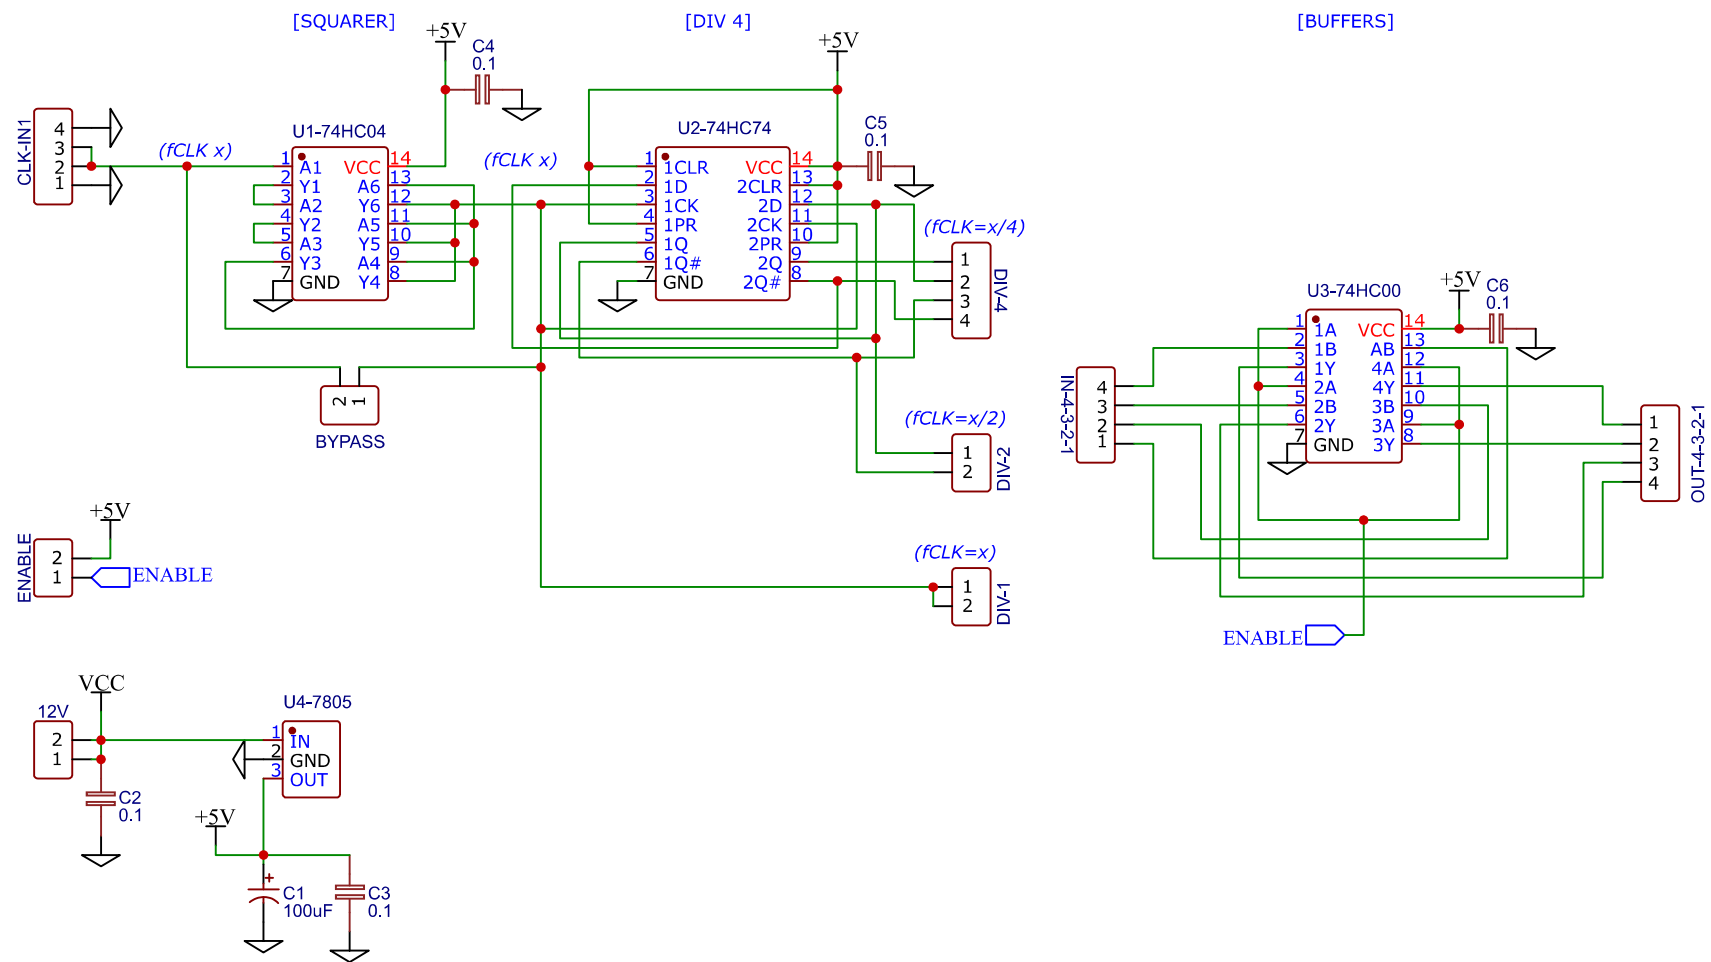 [SQUARER]
[DIV 4]
[BUFFERS]
+5V
C4
0.1
+5V
CLK-IN1
4
3
2
1
(fCLK x)
U1-74HC04
1 A1 VCC 14
2 Y1 A6 13
3 A2 Y6 12
4 Y2 A5 11
5 A3 Y5 10
6 Y3 A4 9
7 GND Y4 8
(fCLK x)
U2-74HC74
1 1CLR VCC 14
2 1D 2CLR 13
3 1CK 2D 12
4 1PR 2CK 11
5 1Q 2PR 10
6 1Q# 2Q 9
7 GND 2Q# 8
C5
0.1
(fCLK=x/4)
1
2
3
4
DIV-4
BYPASS
2 1
(fCLK=x/2)
1
2
DIV-2
(fCLK=x)
1
2
DIV-1
U3-74HC00
+5V
C6
0.1
1 1A VCC 14
2 1B AB 13
3 1Y 4A 12
4 2A 4Y 11
5 2B 3B 10
6 2Y 3A 9
7 GND 3Y 8
IN-4-3-2-1
4
3
2
1
OUT-4-3-2-1
1
2
3
4
ENABLE
+5V
ENABLE
2
1
ENABLE
VCC
12V
2
1
C2
0.1
U4-7805
1 IN
2 GND
3 OUT
+5V
+
C1
100uF
C3
0.1